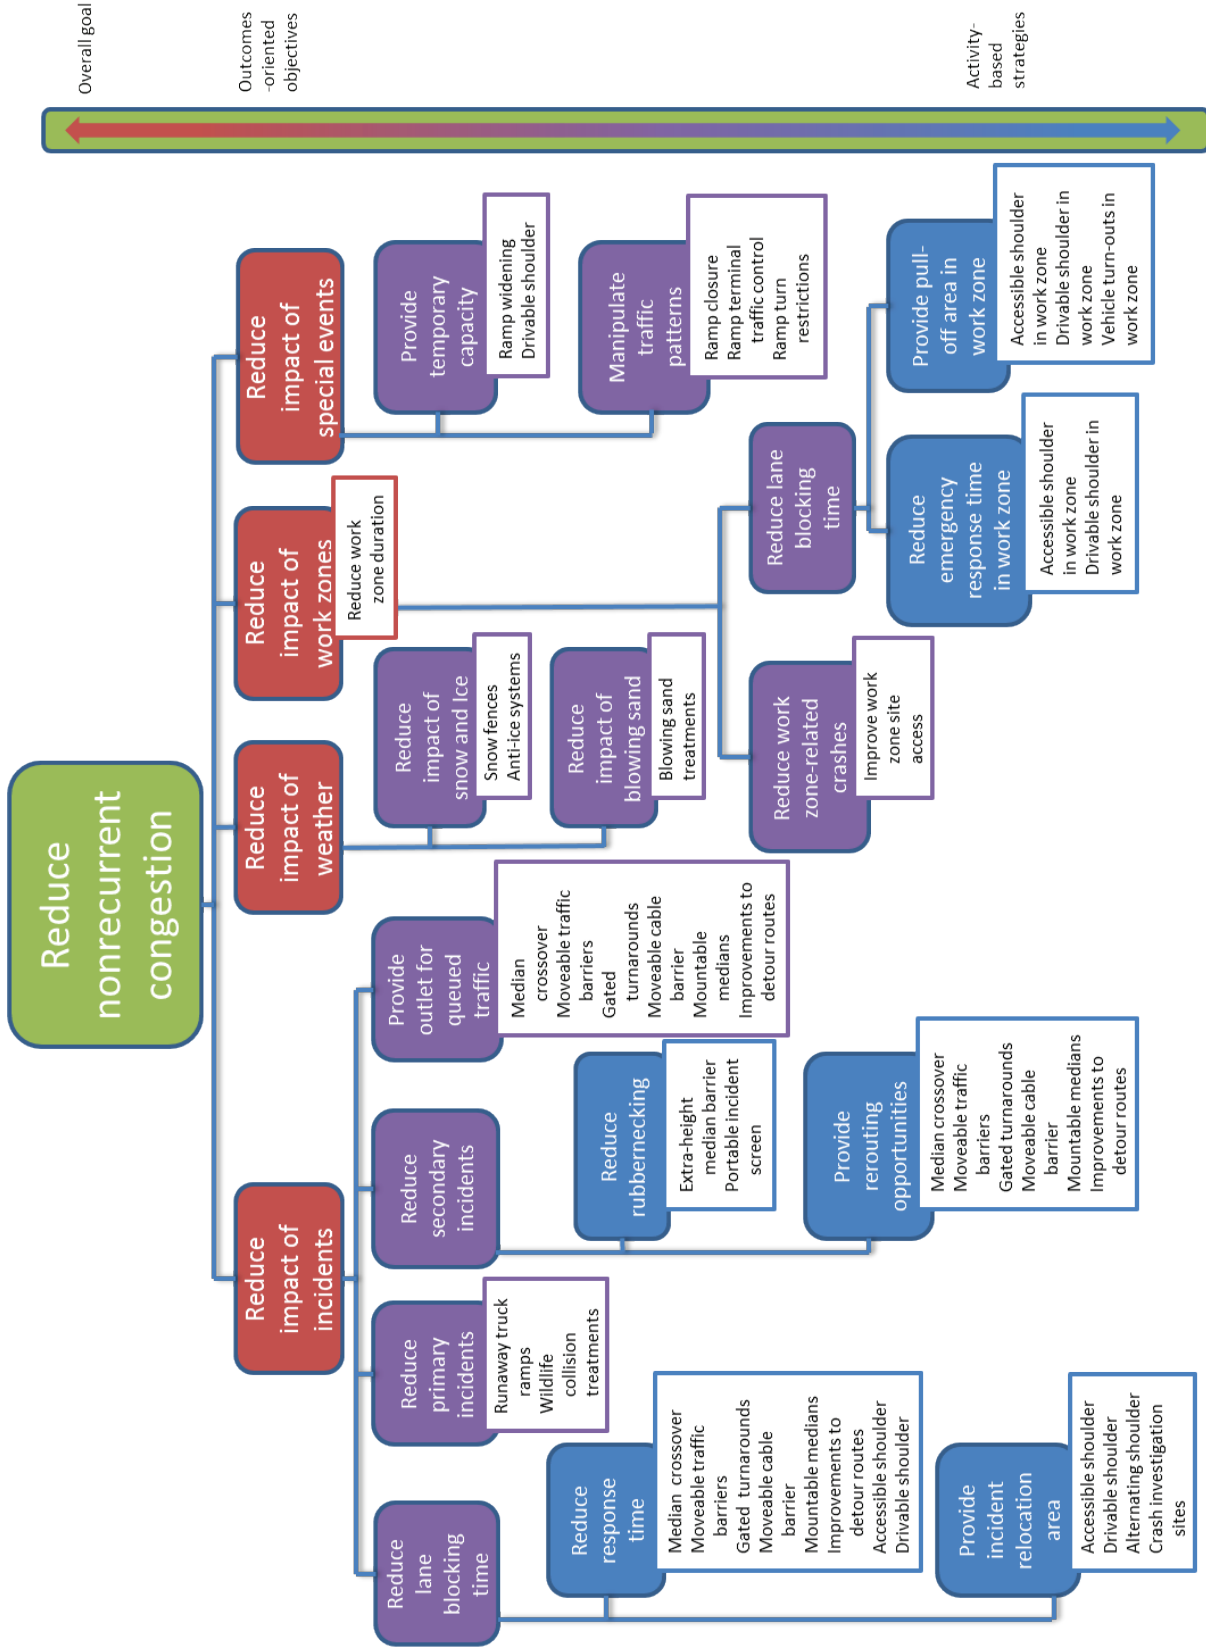 Reduce
nonrecurrent
congestion
Reduce
impact of
incidents
Reduce
lane
blocking
time
Reduce
response
time
Median crossover
Moveable traffic
barriers
Gated turnarounds
Moveable cable
barrier
Mountable medians
Improvements to
detour routes
Accessible shoulder
Drivable shoulder
Provide
incident
relocation
area
Accessible shoulder
Drivable shoulder
Alternating shoulder
Crash investigation
sites
Reduce
primary
incidents
Runaway truck
ramps
Wildlife
collision
treatments
Reduce
secondary
incidents
Reduce
rubbernecking
Extra-height
median barrier
Portable incident
screen
Provide
rerouting
opportunities
Median crossover
Moveable traffic
barriers
Gated turnarounds
Moveable cable
barrier
Mountable medians
Improvements to
detour routes
Provide
outlet for
queued
traffic
Median
crossover
Moveable traffic
barriers
Gated
turnarounds
Moveable cable
barrier
Mountable
medians
Improvements to
detour routes
Reduce
impact of
weather
Reduce
impact of
snow and Ice
Snow fences
Anti-ice systems
Reduce
impact of
blowing sand
Blowing sand
treatments
Reduce
impact of
work zones
Reduce work
zone duration
Reduce work
zone-related
crashes
Improve work
zone site
access
Reduce lane
blocking
time
Reduce
emergency
response time
in work zone
Accessible shoulder
in work zone
Drivable shoulder in
work zone
Provide pull-
off area in
work zone
Accessible shoulder
in work zone
Drivable shoulder in
work zone
Vehicle turn-outs in
work zone
Reduce
impact of
special events
Provide
temporary
capacity
Ramp widening
Drivable shoulder
Manipulate
traffic
patterns
Ramp closure
Ramp terminal
traffic control
Ramp turn
restrictions
Overall goal
Outcomes
-oriented
objectives
Activity-
based
strategies